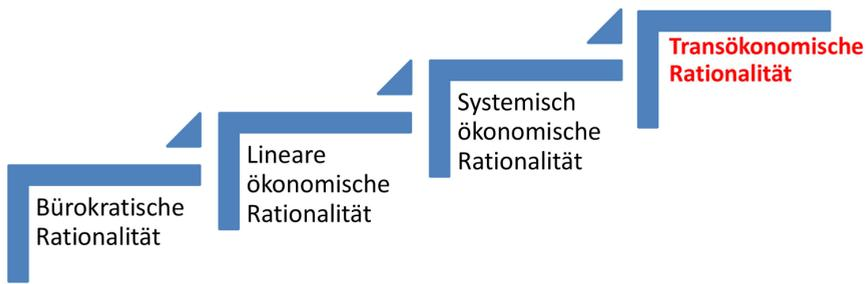 Bürokratische
Rationalität
Lineare
ökonomische
Rationalität
Systemisch
ökonomische
Rationalität
Transökonomische
Rationalität